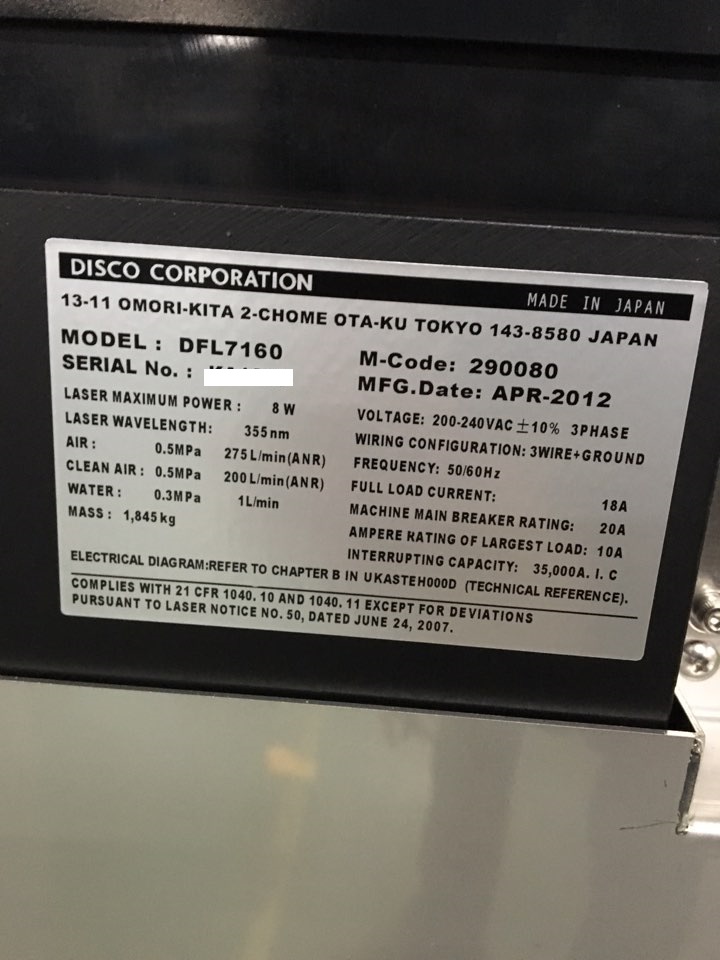 DISCO CORPORATION
MADE IN JAPAN
13-11 OMORI-KITA 2-CHOME OTA-KU TOKYO 143-8580 JAPAN
MODEL : DFL7160
SERIAL No. :
M-Code: 290080
MFG.Date: APR-2012
LASER MAXIMUM POWER : 8 W
LASER WAVELENGTH: 355nm
AIR : 0.5MPa 275L/min(ANR)
CLEAN AIR : 0.5MPa 200L/min(ANR)
WATER : 0.3MPa 1L/min
MASS : 1,845kg
VOLTAGE: 200-240VAC±10% 3PHASE
WIRING CONFIGURATION: 3WIRE+GROUND
FREQUENCY: 50/60Hz
FULL LOAD CURRENT: 18A
MACHINE MAIN BREAKER RATING: 20A
AMPERE RATING OF LARGEST LOAD: 10A
INTERRUPTING CAPACITY: 35,000A. I. C
ELECTRICAL DIAGRAM:REFER TO CHAPTER B IN UKASTEH000D (TECHNICAL REFERENCE).
COMPLIES WITH 21 CFR 1040. 10 AND 1040. 11 EXCEPT FOR DEVIATIONS
PURSUANT TO LASER NOTICE NO. 50, DATED JUNE 24, 2007.